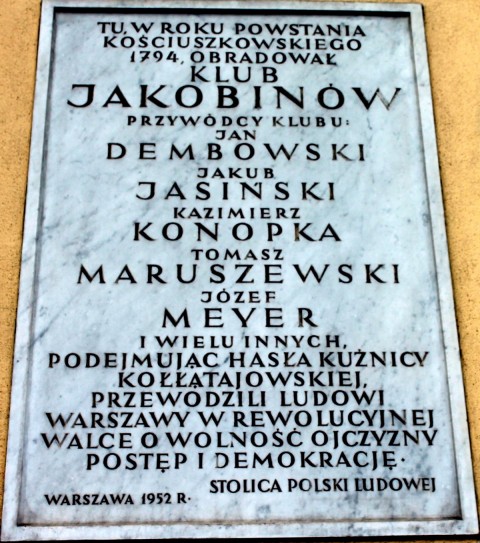 TU, W ROKU POWSTANIA
KOŚCIUSZKOWSKIEGO
1794, OBRADOWAŁ
KLUB
JAKOBINÓW
PRZYWÓDCY KLUBU:
JAN
DEMBOWSKI
JAKUB
JASIŃSKI
KAZIMIERZ
KONOPKA
TOMASZ
MARUSZEWSKI
JÓZEF
MEYER
I WIELU INNYCH,
PODEJMUJĄC HASŁA KUŹNICY
KOŁŁĄTAJOWSKIEJ,
PRZEWODZILI LUDOWI
WARSZAWY W REWOLUCYJNEJ
WALCE O WOLNOŚĆ OJCZYZNY
POSTĘP I DEMOKRACJĘ.
STOLICA POLSKI LUDOWEJ
WARSZAWA 1952 R.